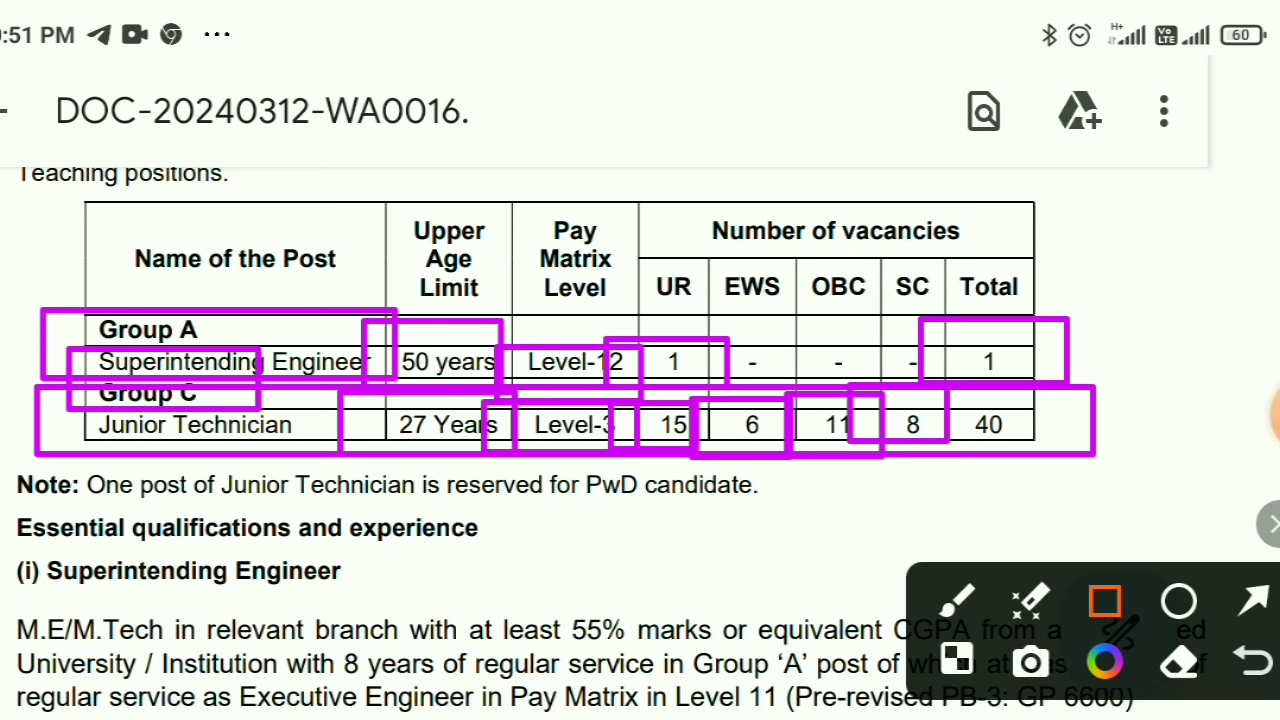 :51 PM ...
H+
Vo LTE
60
DOC-20240312-WA0016.
Teaching positions.
Name of the Post Upper Age Limit Pay Matrix Level Number of vacancies
UR EWS OBC SC Total
Group A
Superintending Engineer 50 years Level-12 1 - - - 1
Group C
Junior Technician 27 Years Level-3 15 6 11 8 40
Note: One post of Junior Technician is reserved for PwD candidate.
Essential qualifications and experience
(i) Superintending Engineer
M.E/M.Tech in relevant branch with at least 55% marks or equivalent CGPA from a
University / Institution with 8 years of regular service in Group ‘A’ post of
regular service as Executive Engineer in Pay Matrix in Level 11 (Pre-revised PB-3: GP 6600)